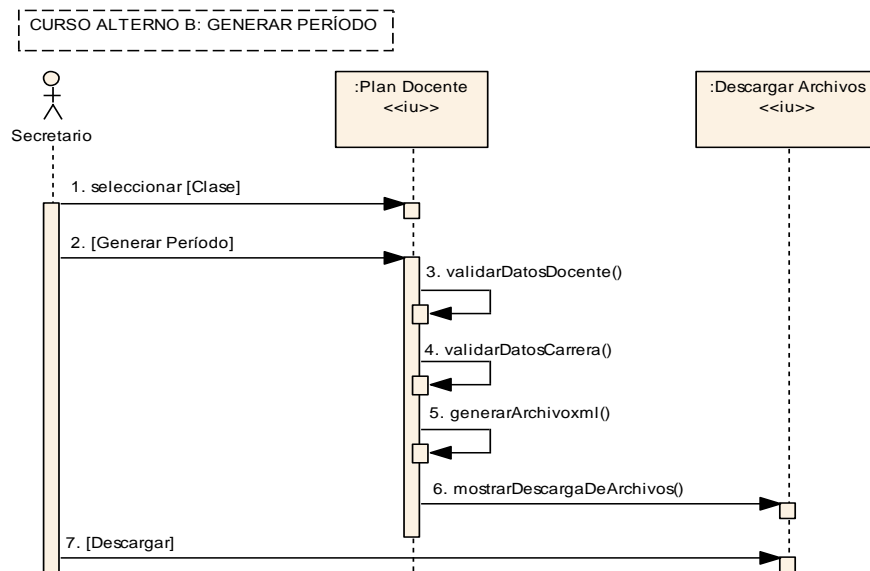 CURSO ALTERNO B: GENERAR PERÍODO
:Plan Docente
<<iu>>
:Descargar Archivos
<<iu>>
Secretario
1. seleccionar [Clase]
2. [Generar Período]
3. validarDatosDocente()
4. validarDatosCarrera()
5. generarArchivoxml()
6. mostrarDescargaDeArchivos()
7. [Descargar]